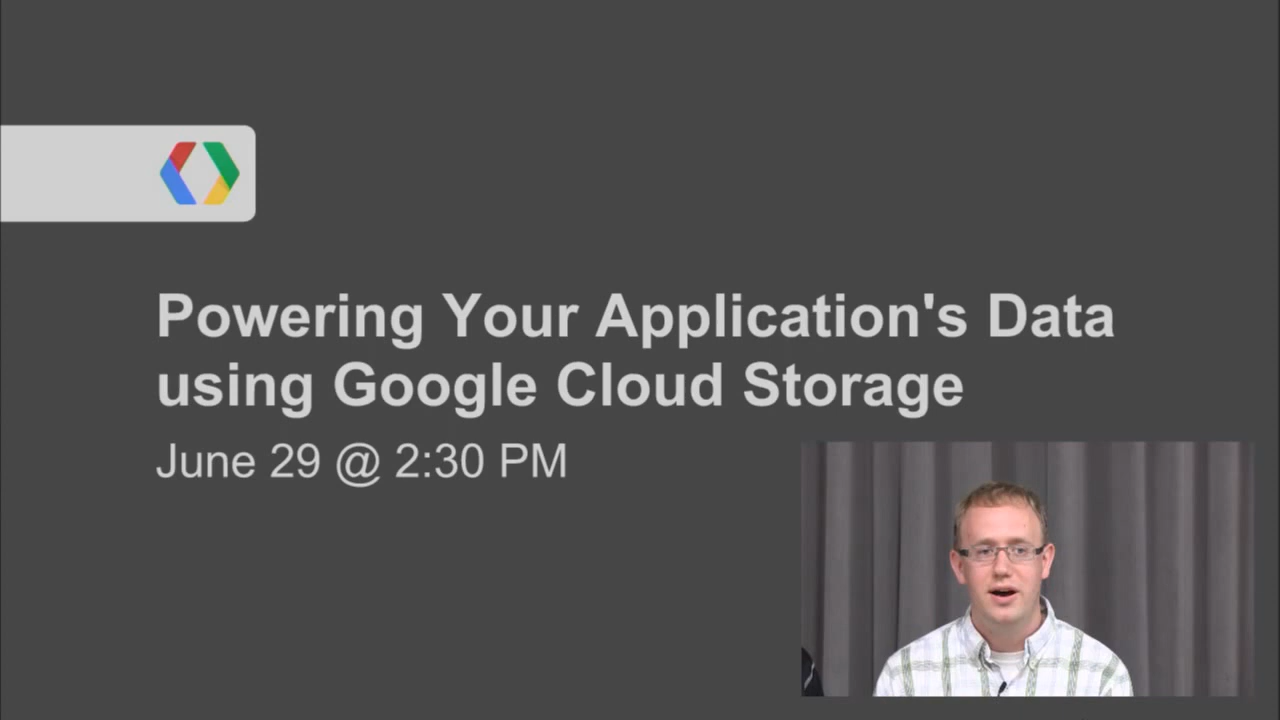 Powering Your Application's Data
using Google Cloud Storage
June 29 @ 2:30 PM